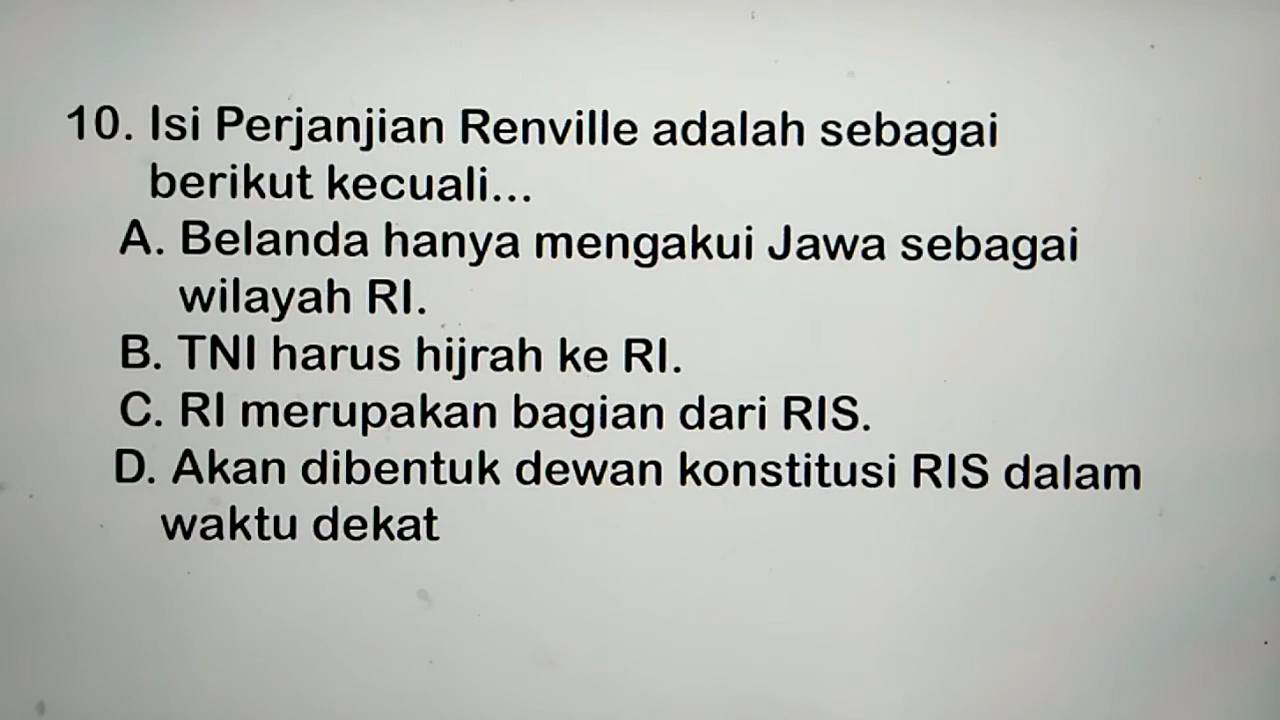 10. Isi Perjanjian Renville adalah sebagai
berikut kecuali...
A. Belanda hanya mengakui Jawa sebagai
wilayah RI.
B. TNI harus hijrah ke RI.
C. RI merupakan bagian dari RIS.
D. Akan dibentuk dewan konstitusi RIS dalam
waktu dekat